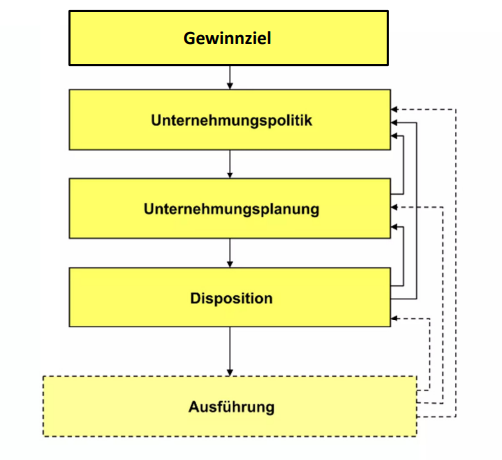 Gewinnziel
Unternehmungspolitik
Unternehmungsplanung
Disposition
Ausführung